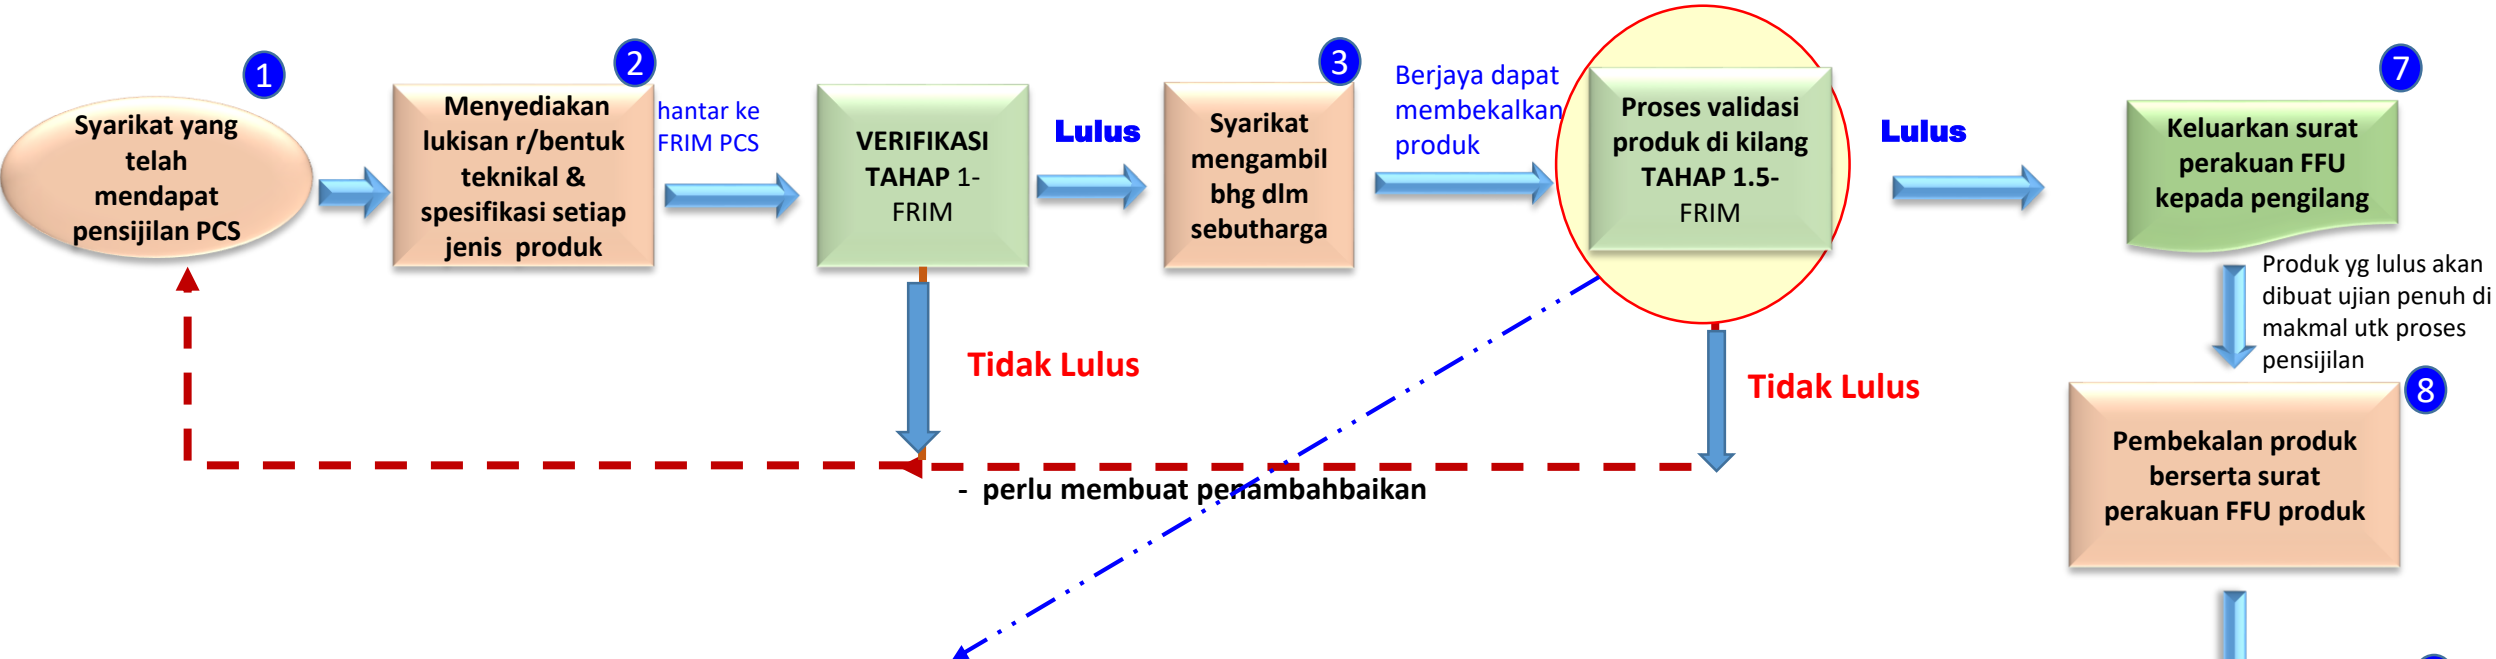 1
Syarikat yang
telah
mendapat
pensijilan PCS
2
Menyediakan
lukisan r/bentuk
teknikal &
spesifikasi setiap
jenis produk
hantar ke
FRIM PCS
VERIFIKASI
TAHAP 1-
FRIM
Lulus
3
Syarikat
mengambil
bhg dlm
sebutharga
Berjaya dapat
membekalkan
produk
Proses validasi
produk di kilang
TAHAP 1.5-
FRIM
Lulus
7
Keluarkan surat
perakuan FFU
kepada pengilang
Produk yg lulus akan
dibuat ujian penuh di
makmal utk proses
pensijilan
Tidak Lulus
Tidak Lulus
- perlu membuat penambahbaikan
8
Pembekalan produk
berserta surat
perakuan FFU produk